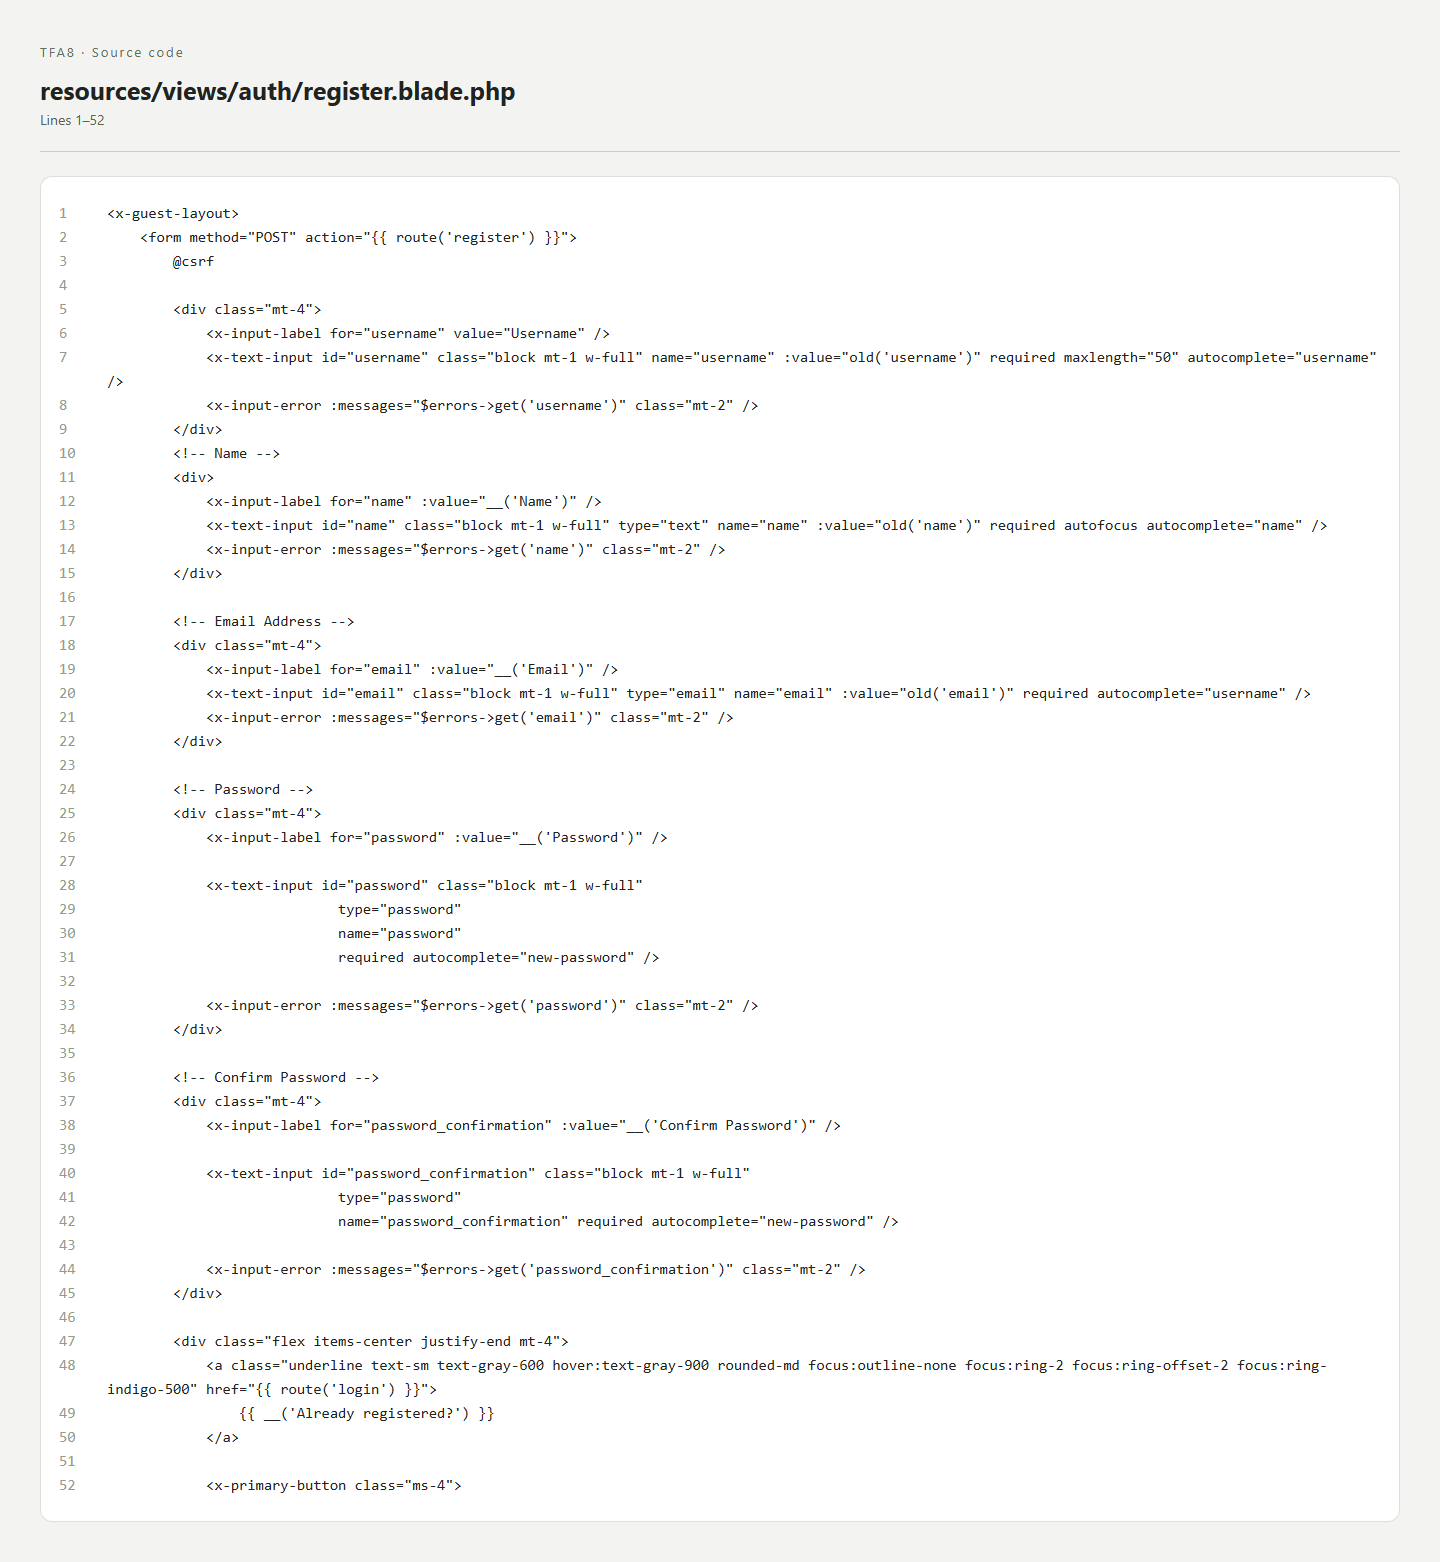 TFA8 · Source code
resources/views/auth/register.blade.php
Lines 1–52
1 <x-guest-layout>
2     <form method="POST" action="{{ route('register') }}">
3         @csrf
4
5         <div class="mt-4">
6             <x-input-label for="username" value="Username" />
7             <x-text-input id="username" class="block mt-1 w-full" name="username" :value="old('username')" required maxlength="50" autocomplete="username"
/>
8             <x-input-error :messages="$errors->get('username')" class="mt-2" />
9         </div>
10         <!-- Name -->
11         <div>
12             <x-input-label for="name" :value="__('Name')" />
13             <x-text-input id="name" class="block mt-1 w-full" type="text" name="name" :value="old('name')" required autofocus autocomplete="name" />
14             <x-input-error :messages="$errors->get('name')" class="mt-2" />
15         </div>
16
17         <!-- Email Address -->
18         <div class="mt-4">
19             <x-input-label for="email" :value="__('Email')" />
20             <x-text-input id="email" class="block mt-1 w-full" type="email" name="email" :value="old('email')" required autocomplete="username" />
21             <x-input-error :messages="$errors->get('email')" class="mt-2" />
22         </div>
23
24         <!-- Password -->
25         <div class="mt-4">
26             <x-input-label for="password" :value="__('Password')" />
27
28             <x-text-input id="password" class="block mt-1 w-full"
29                             type="password"
30                             name="password"
31                             required autocomplete="new-password" />
32
33             <x-input-error :messages="$errors->get('password')" class="mt-2" />
34         </div>
35
36         <!-- Confirm Password -->
37         <div class="mt-4">
38             <x-input-label for="password_confirmation" :value="__('Confirm Password')" />
39
40             <x-text-input id="password_confirmation" class="block mt-1 w-full"
41                             type="password"
42                             name="password_confirmation" required autocomplete="new-password" />
43
44             <x-input-error :messages="$errors->get('password_confirmation')" class="mt-2" />
45         </div>
46
47         <div class="flex items-center justify-end mt-4">
48             <a class="underline text-sm text-gray-600 hover:text-gray-900 rounded-md focus:outline-none focus:ring-2 focus:ring-offset-2 focus:ring-
indigo-500" href="{{ route('login') }}">
49                 {{ __('Already registered?') }}
50             </a>
51
52             <x-primary-button class="ms-4">